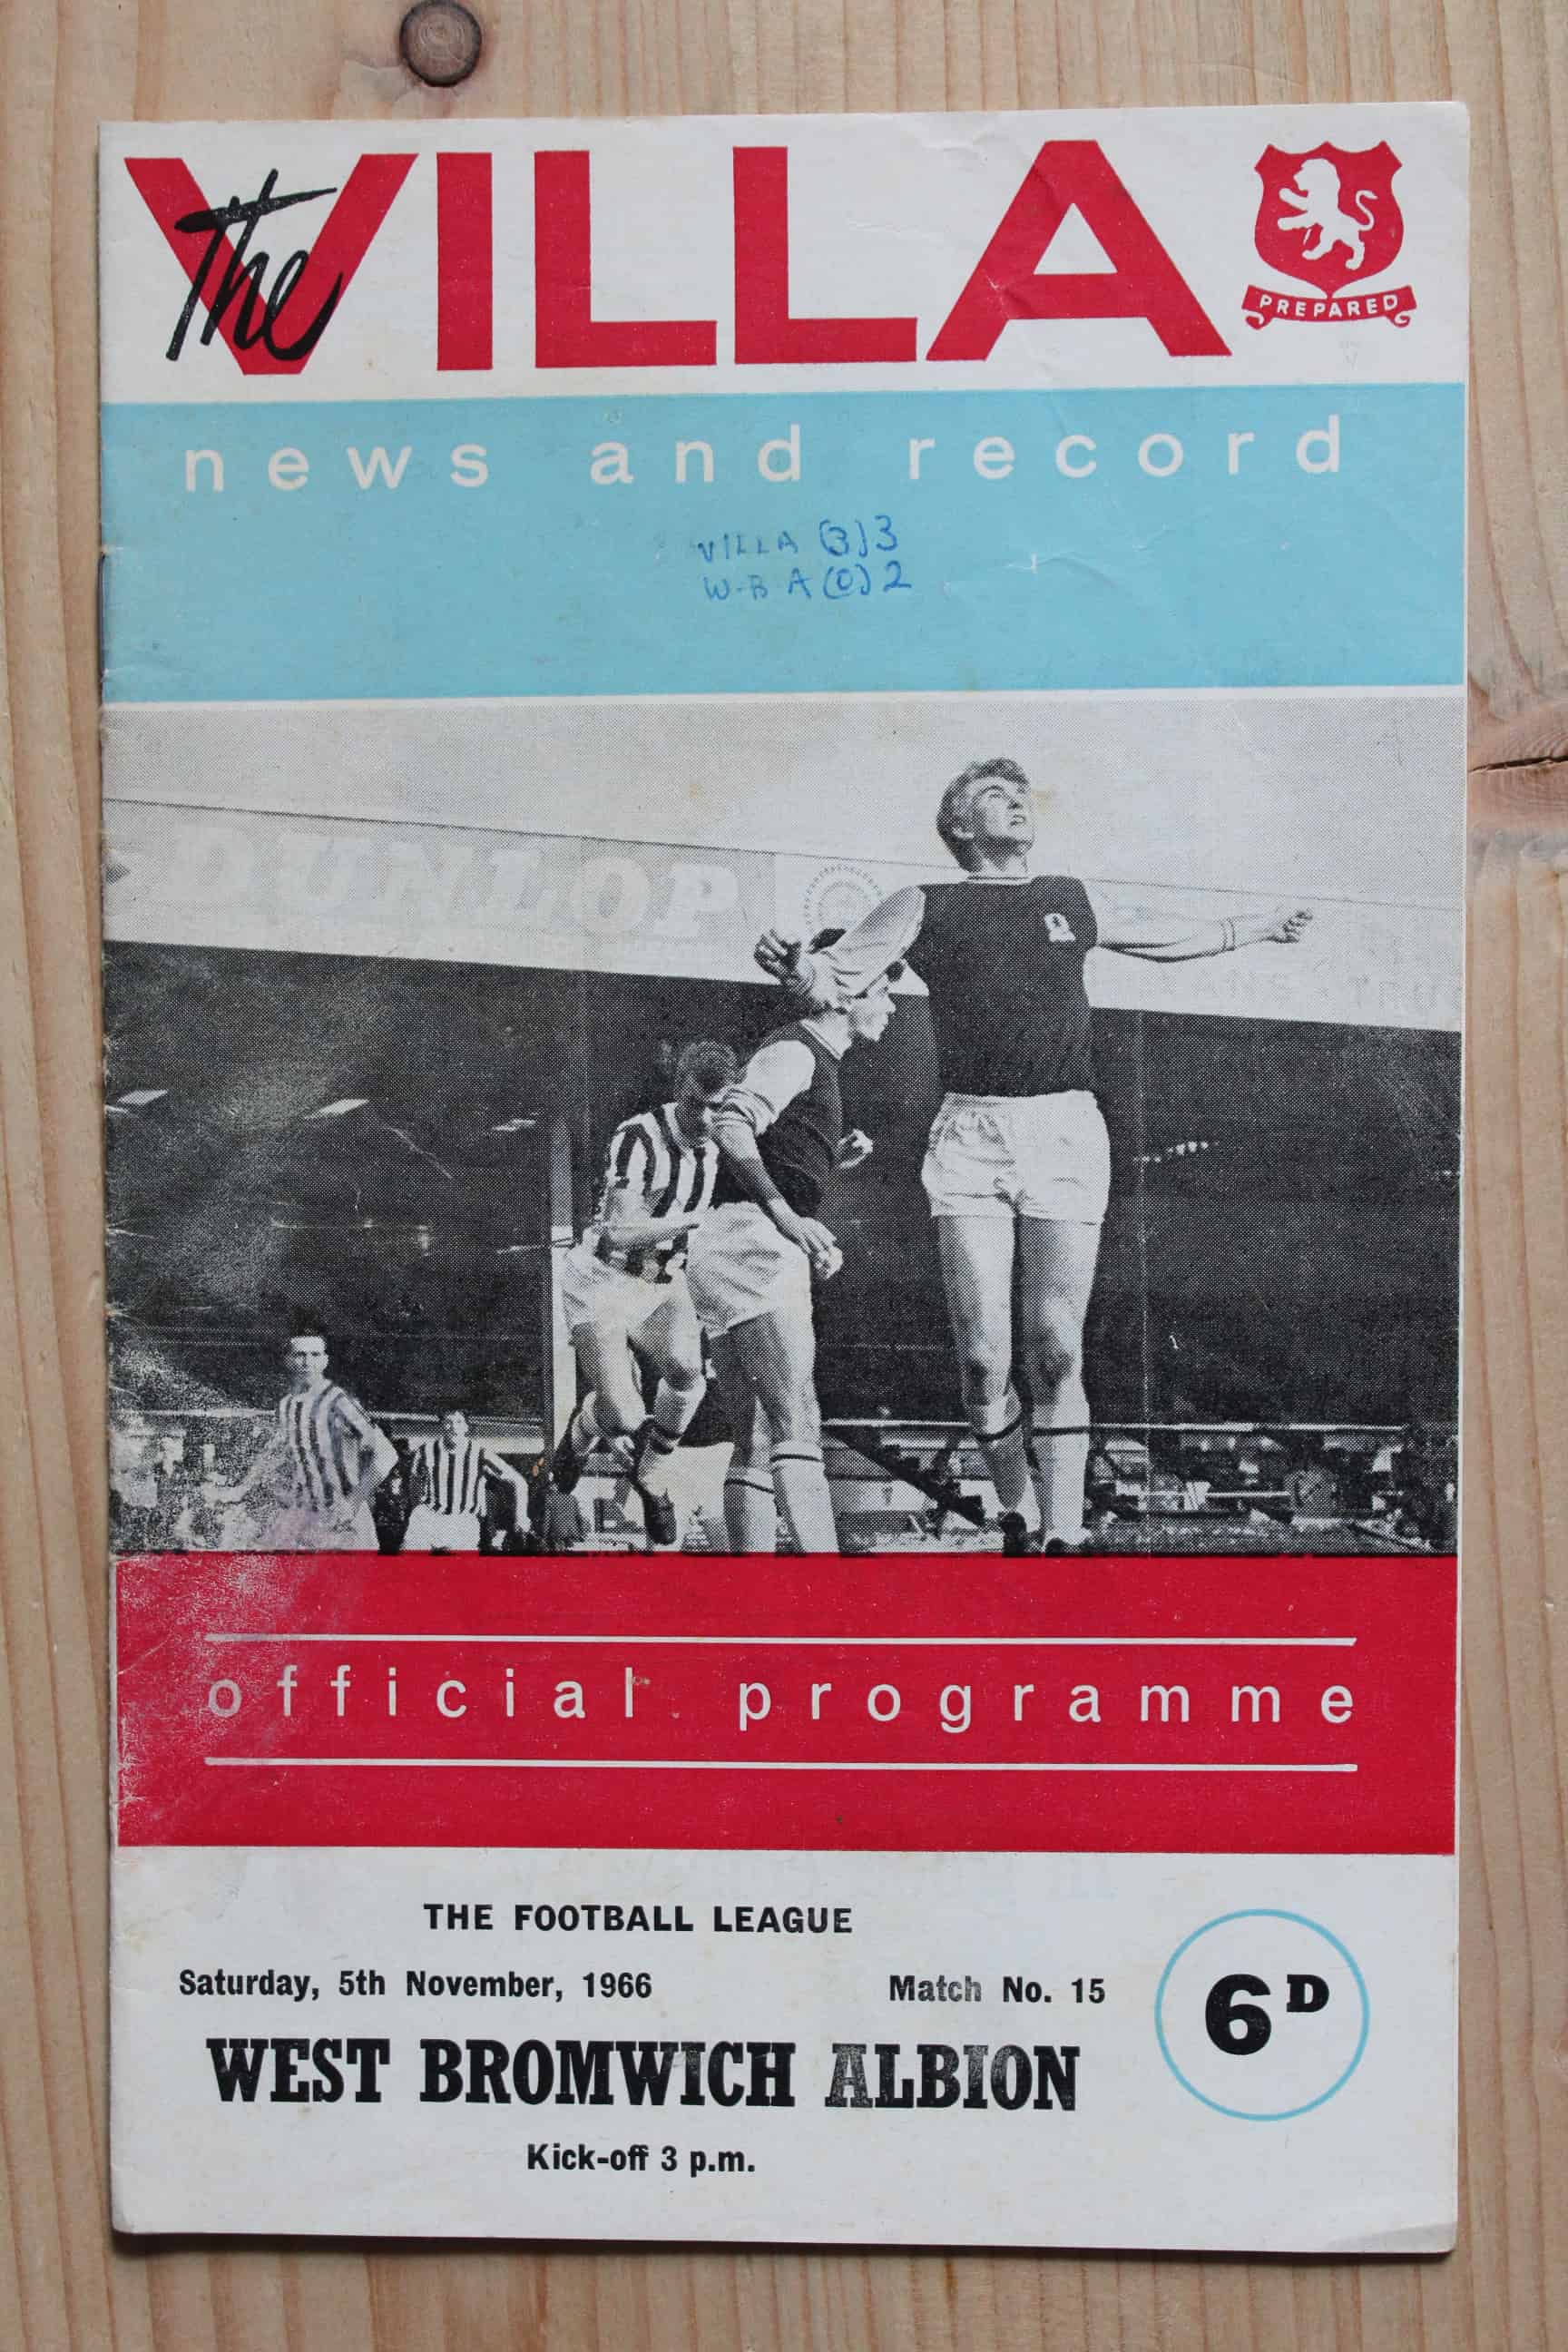 The VILLA
PREPARED
news and record
VILLA (3) 3
W-B A (0) 2
DUNLOP
official programme
THE FOOTBALL LEAGUE
Saturday, 5th November, 1966 Match No. 15
6D
WEST BROMWICH ALBION
Kick-off 3 p.m.